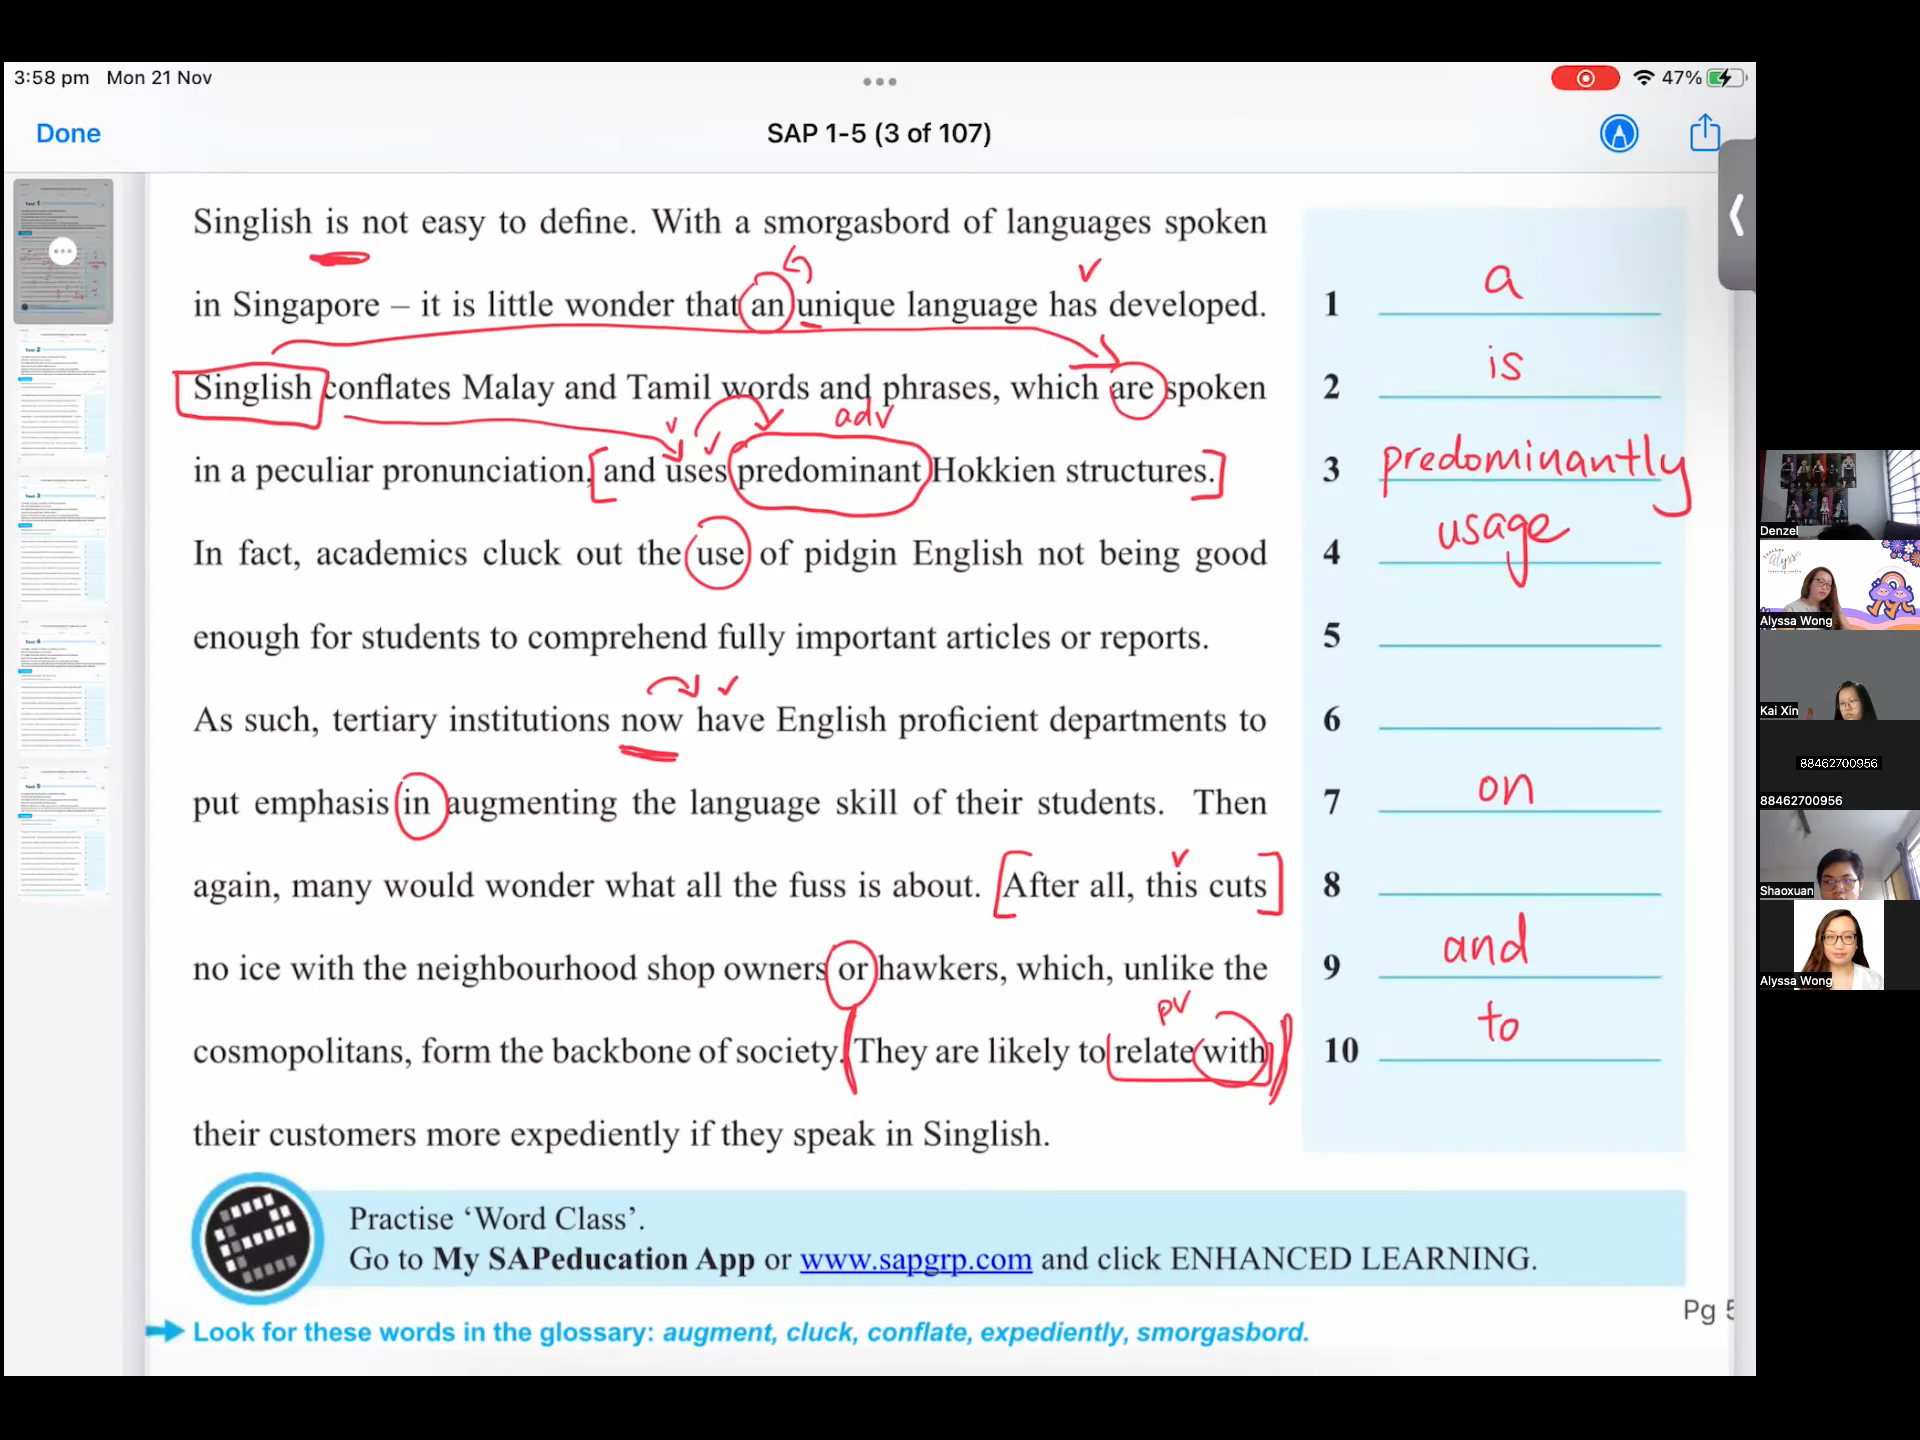 3:58 pm Mon 21 Nov
47%
Done
SAP 1-5 (3 of 107)
Singlish is not easy to define. With a smorgasbord of languages spoken
in Singapore – it is little wonder that an unique language has developed.
1 a
Singlish conflates Malay and Tamil words and phrases, which are spoken
2 is
adv
in a peculiar pronunciation, and uses predominant Hokkien structures.
3 predominantly
In fact, academics cluck out the use of pidgin English not being good
4 usage
enough for students to comprehend fully important articles or reports.
5
As such, tertiary institutions now have English proficient departments to
6
put emphasis in augmenting the language skill of their students. Then
7 on
again, many would wonder what all the fuss is about. After all, this cuts
8
no ice with the neighbourhood shop owners or hawkers, which, unlike the
9 and
pv
cosmopolitans, form the backbone of society. They are likely to relate with
10 to
their customers more expediently if they speak in Singlish.
Practise ‘Word Class’.
Go to My SAPeducation App or www.sapgrp.com and click ENHANCED LEARNING.
Pg 5
Look for these words in the glossary: augment, cluck, conflate, expediently, smorgasbord.
Denzel
Alyssa Wong
Kai Xin
88462700956
88462700956
Shaoxuan
Alyssa Wong